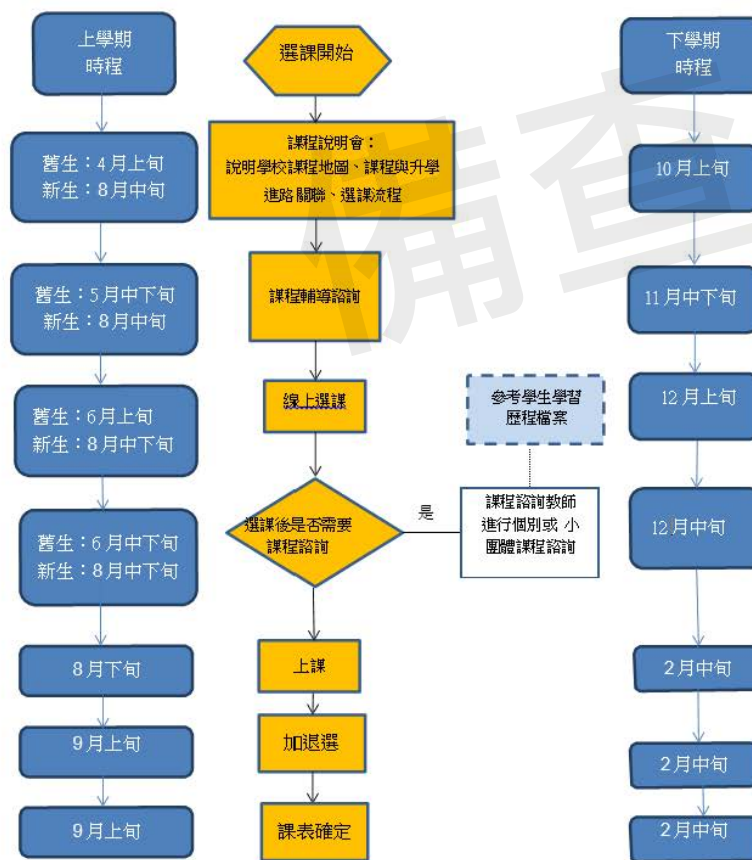 上學期
時程
舊生：4月上旬
新生：8月中旬
舊生：5月中下旬
新生：8月中旬
舊生：6月上旬
新生：8月中下旬
舊生：6月中下旬
新生：8月中下旬
8月下旬
9月上旬
9月上旬
選課開始
課程說明會：
說明學校課程地圖、課程與升學
進路關聯、選課流程
課程輔導諮詢
線上選課
選課後是否需要
課程諮詢
是
參考學生學習
歷程檔案
課程諮詢教師
進行個別或 小
團體課程諮詢
上課
加退選
課表確定
下學期
時程
10月上旬
11月中下旬
12月上旬
12月中旬
2月中旬
2月中旬
2月中旬
備查